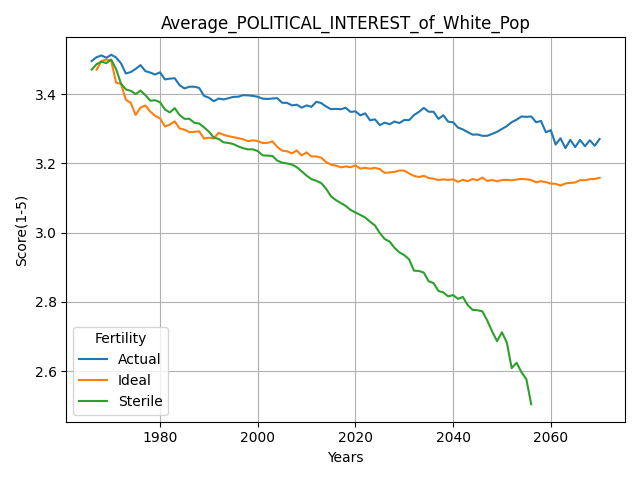 Average_POLITICAL_INTEREST_of_White_Pop
Score(1-5)
3.4
3.2
3.0
2.8
2.6
Fertility
Actual
Ideal
Sterile
1980
2000
2020
2040
2060
Years